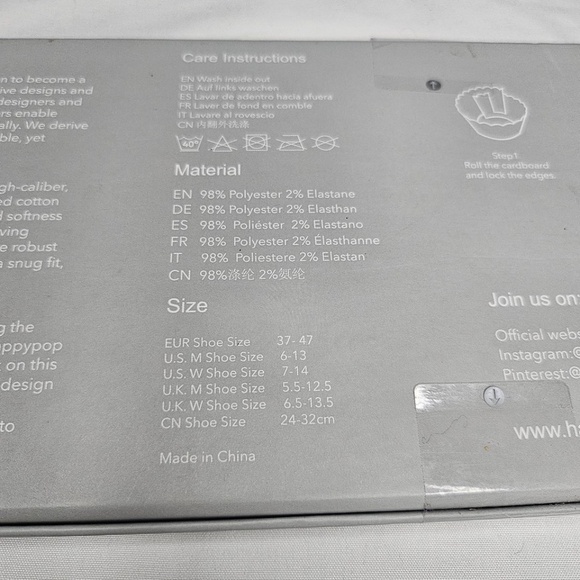 n to become a
ive designs and
designers and
rs enable
ally. We derive
ble, yet
gh-caliber,
ed cotton
d softness
ving
e robust
a snug fit,
g the
appypop
on this
design
to
Care Instructions
EN Wash inside out
DE Auf links waschen
ES Lavar de adentro hacia afuera
FR Laver de fond en comble
IT Lavare al rovescio
CN 内翻外洗涤
40°
Material
EN 98% Polyester 2% Elastane
DE 98% Polyester 2% Elasthan
ES 98% Poliéster 2% Elastano
FR 98% Polyester 2% Élasthanne
IT 98% Poliestere 2% Elastan
CN 98%涤纶 2%氨纶
Size
EUR Shoe Size 37- 47
U.S. M Shoe Size 6-13
U.S. W Shoe Size 7-14
U.K. M Shoe Size 5.5-12.5
U.K. W Shoe Size 6.5-13.5
CN Shoe Size 24-32cm
Made in China
Step1
Roll the cardboard
and lock the edges.
Join us on
Official webs
Instagram:@
Pinterest:@
www.ha